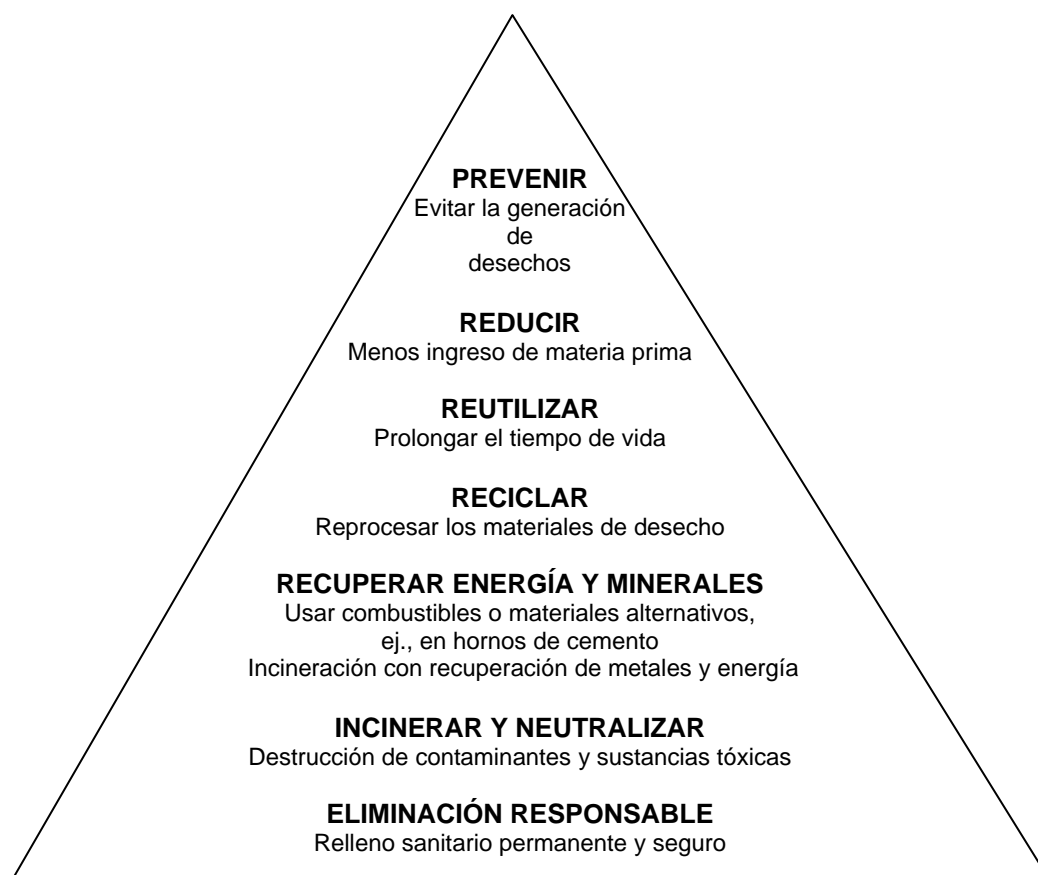 PREVENIR
Evitar la generación
de
desechos
REDUCIR
Menos ingreso de materia prima
REUTILIZAR
Prolongar el tiempo de vida
RECICLAR
Reprocesar los materiales de desecho
RECUPERAR ENERGÍA Y MINERALES
Usar combustibles o materiales alternativos,
ej., en hornos de cemento
Incineración con recuperación de metales y energía
INCINERAR Y NEUTRALIZAR
Destrucción de contaminantes y sustancias tóxicas
ELIMINACIÓN RESPONSABLE
Relleno sanitario permanente y seguro